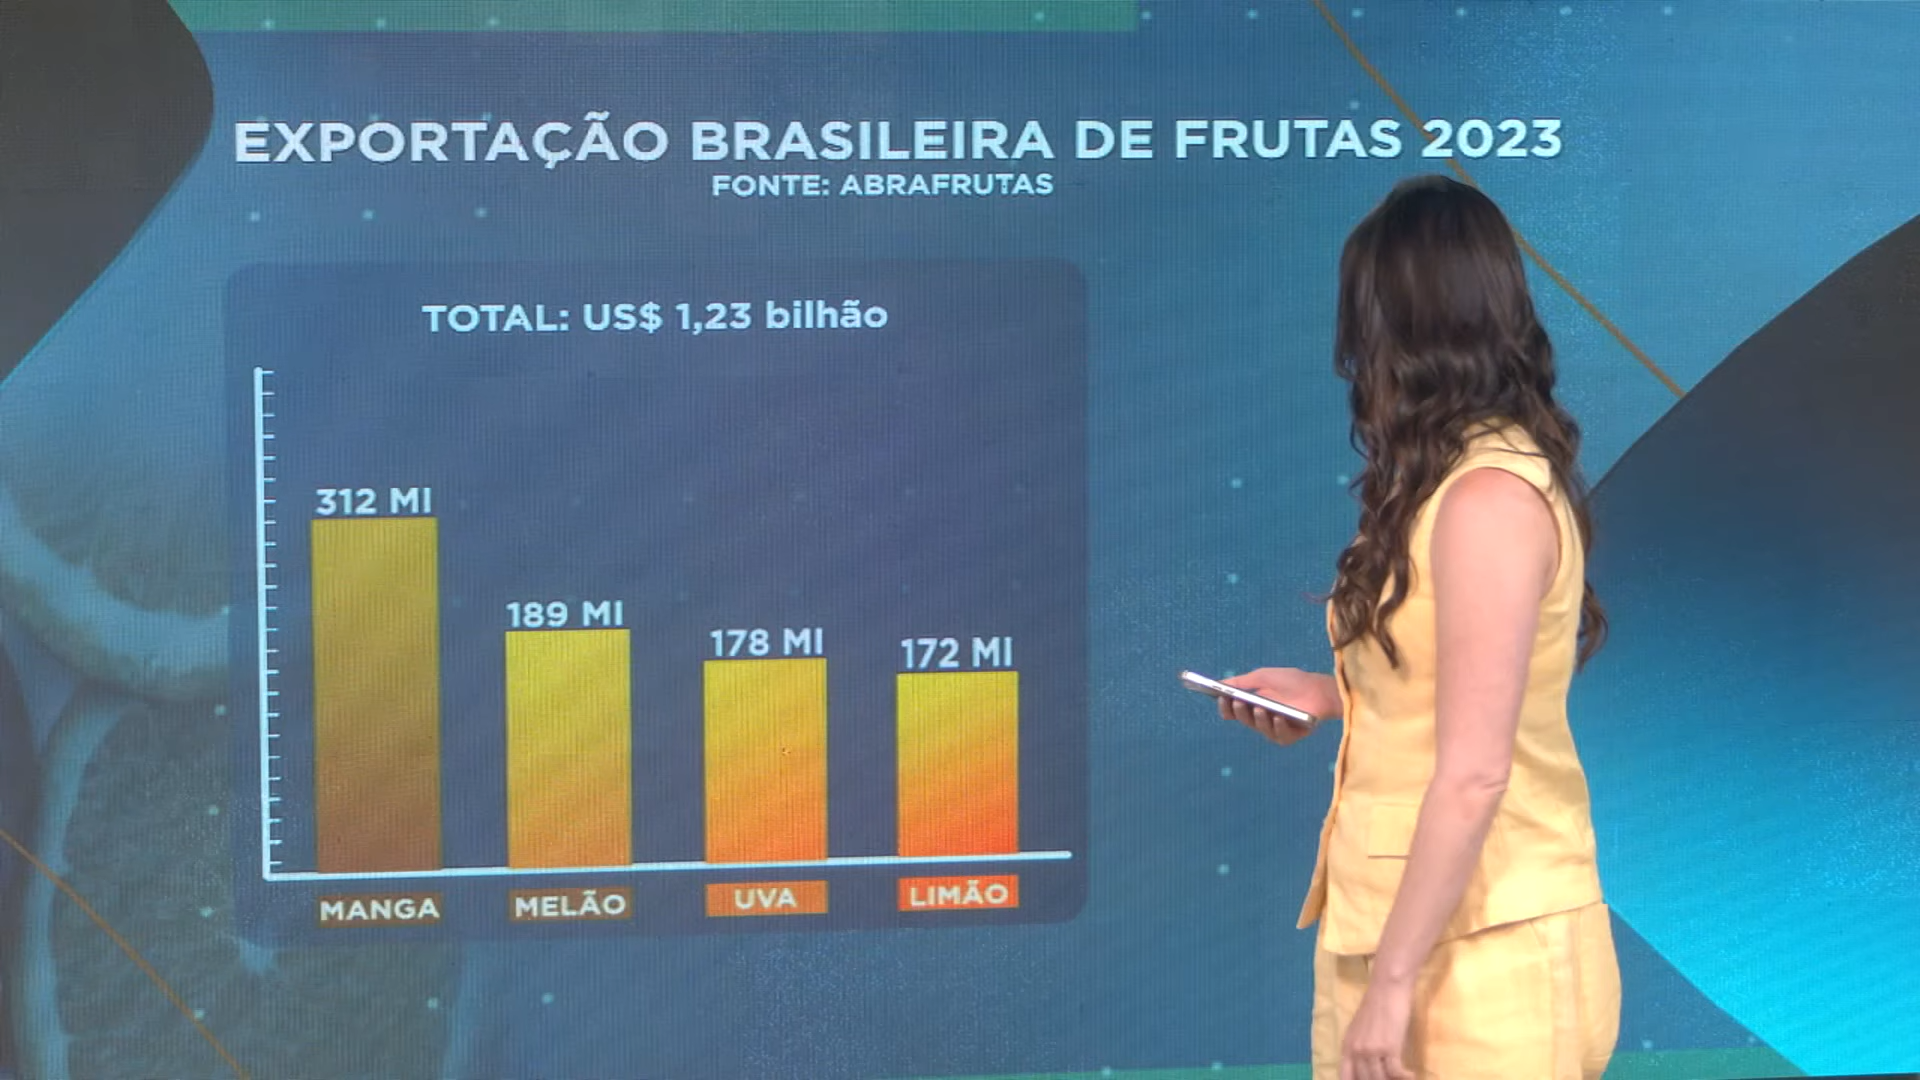 EXPORTAÇÃO BRASILEIRA DE FRUTAS 2023
FONTE: ABRAFRUTAS
TOTAL: US$ 1,23 bilhão
312 MI
189 MI
178 MI
172 MI
MANGA
MELÃO
UVA
LIMÃO